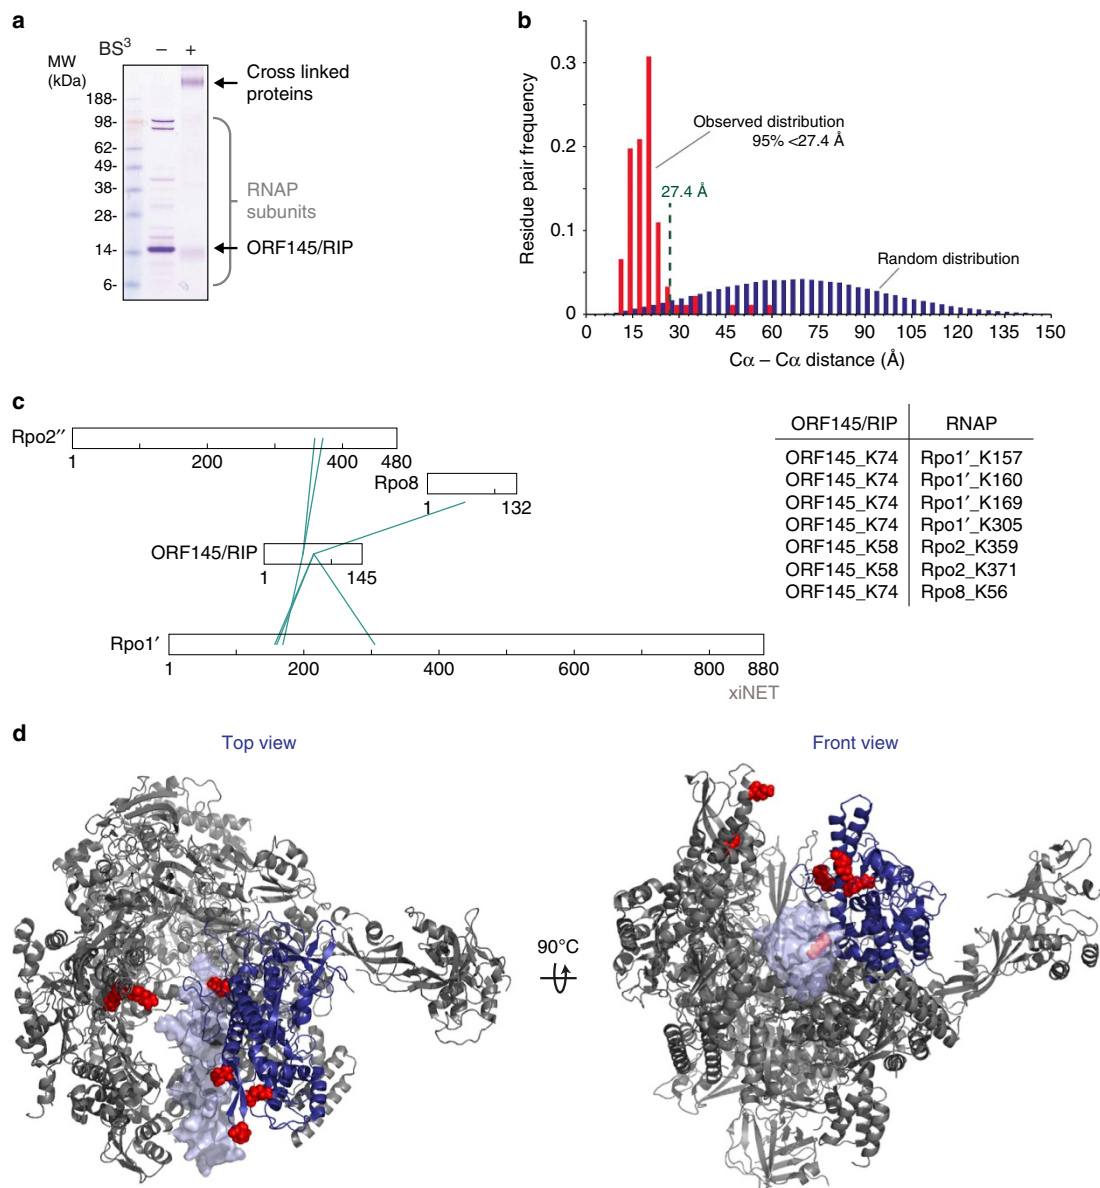 a
BS³ – +
MW
(kDa)
188-
98-
62-
49-
38-
28-
14-
6-
Cross linked
proteins
RNAP
subunits
ORF145/RIP
b
Residue pair frequency
0.3
0.2
0.1
0
Observed distribution
95% <27.4 Å
27.4 Å
Random distribution
0 15 30 45 60 75 90 105 120 135 150
Cα – Cα distance (Å)
c
Rpo2′′
1 200 400 480
Rpo8
1 132
ORF145/RIP
1 145
Rpo1′
1 200 400 600 800 880
xiNET
ORF145/RIP RNAP
ORF145_K74 Rpo1′_K157
ORF145_K74 Rpo1′_K160
ORF145_K74 Rpo1′_K169
ORF145_K74 Rpo1′_K305
ORF145_K58 Rpo2_K359
ORF145_K58 Rpo2_K371
ORF145_K74 Rpo8_K56
d
Top view
Front view
90°C